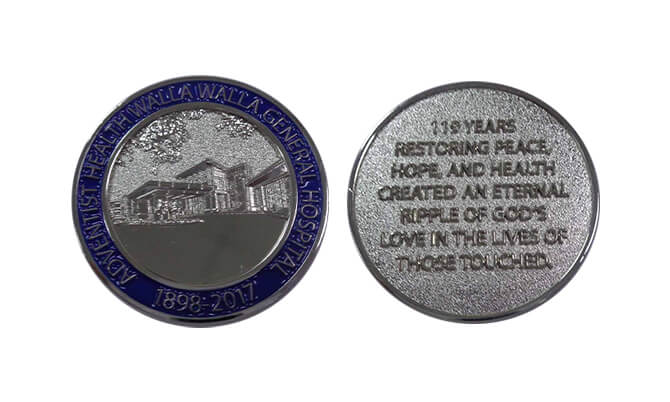 ADVENTIST HEALTH WALLA WALLA GENERAL HOSPITAL
1898-2017
119 YEARS
RESTORING PEACE,
HOPE, AND HEALTH
CREATED AN ETERNAL
RIPPLE OF GOD'S
LOVE IN THE LIVES OF
THOSE TOUCHED.